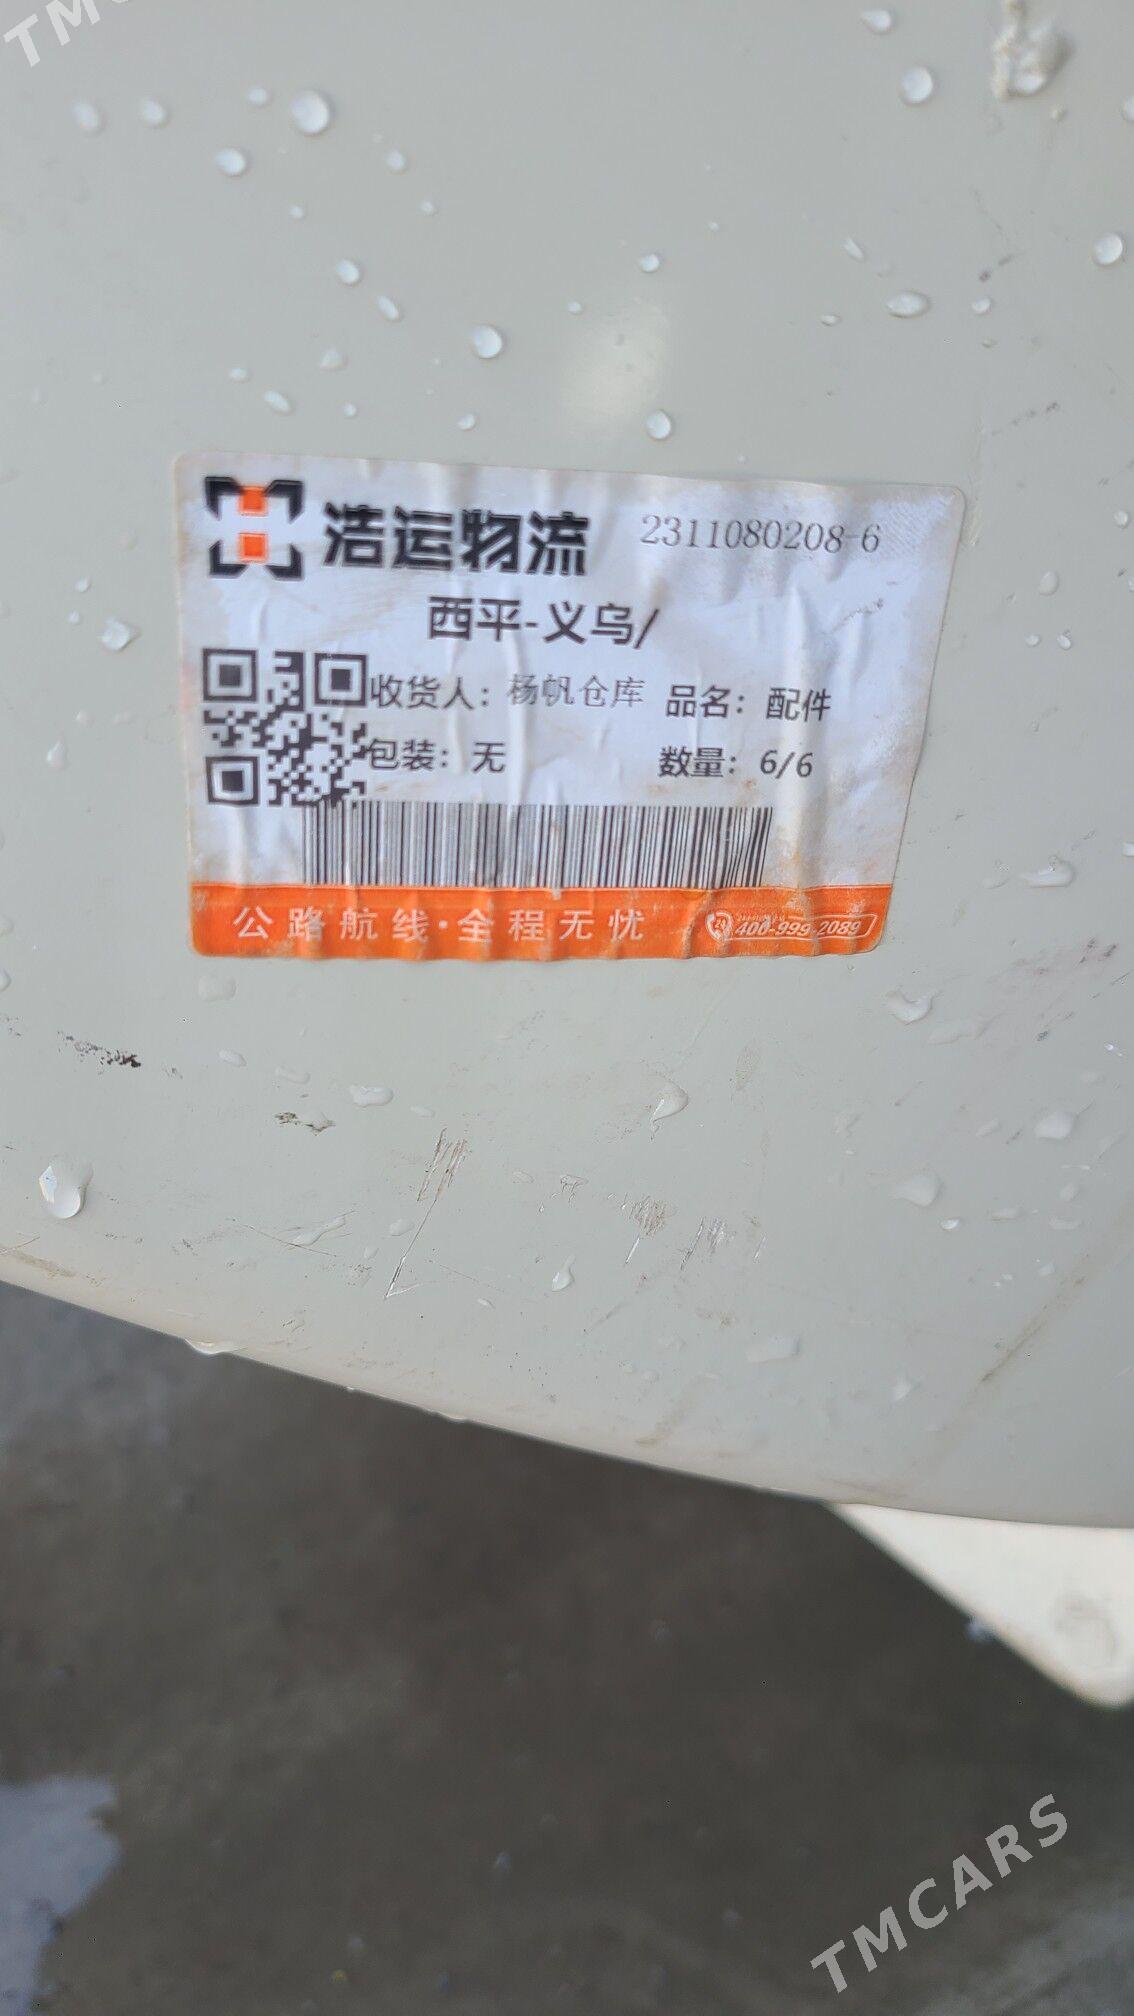 TMC
浩运物流 2311080208-6
西平-义乌/
收货人：杨帆仓库 品名：配件
包装：无 数量：6/6
公路航线·全程无忧 400-999-2089
TMCARS